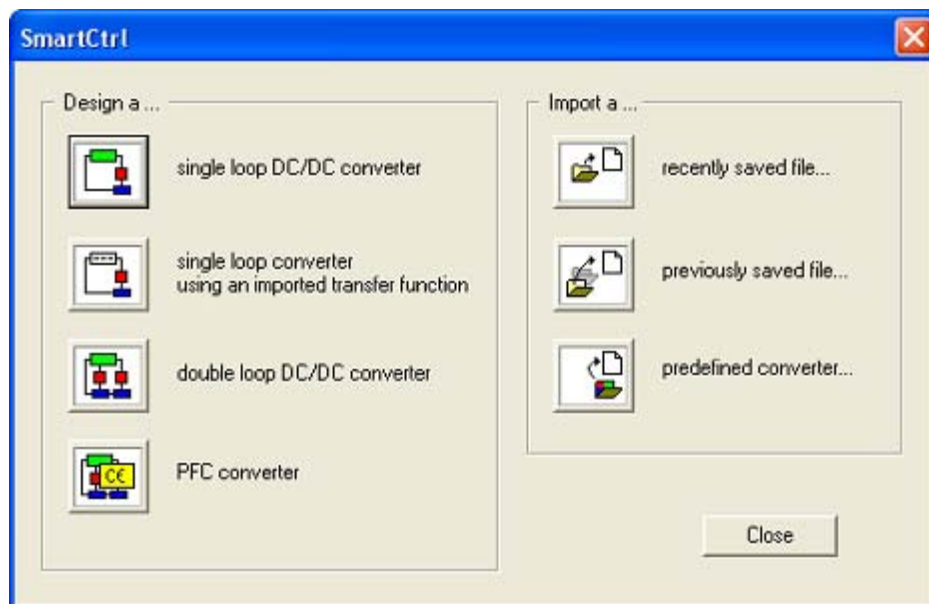 SmartCtrl
Design a ...
single loop DC/DC converter
single loop converter
using an imported transfer function
double loop DC/DC converter
C€
PFC converter
Import a ...
recently saved file...
previously saved file...
predefined converter...
Close